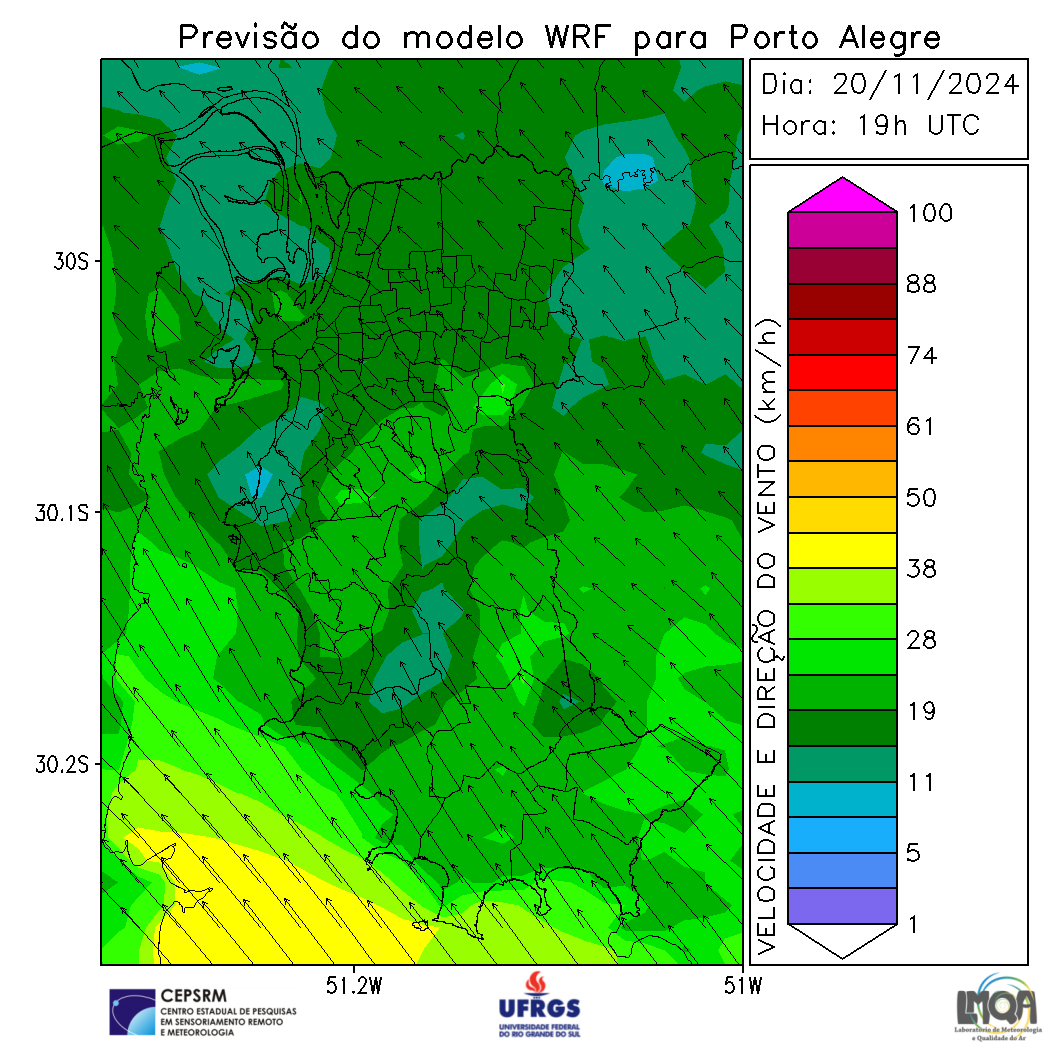 Previsão do modelo WRF para Porto Alegre
Dia: 20/11/2024
Hora: 19h UTC
30S
30.1S
30.2S
51.2W
51W
VELOCIDADE E DIREÇÃO DO VENTO (km/h)
100
88
74
61
50
38
28
19
11
5
1
CEPSRM
CENTRO ESTADUAL DE PESQUISAS
EM SENSORIAMENTO REMOTO
E METEOROLOGIA
UFRGS
UNIVERSIDADE FEDERAL
DO RIO GRANDE DO SUL
LMQA
Laboratório de Meteorologia
e Qualidade do Ar